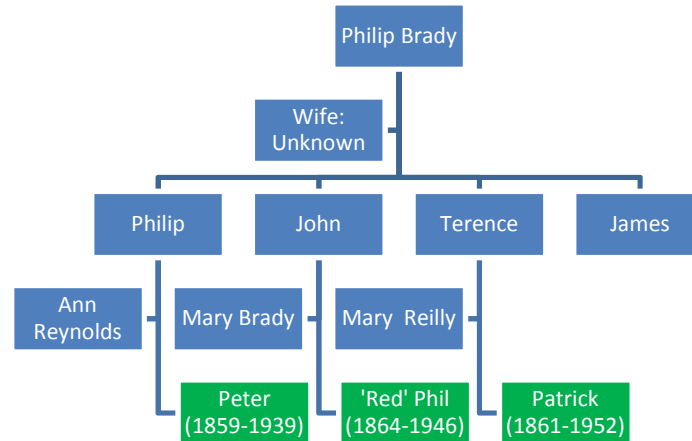 Philip Brady
Wife:
Unknown
Philip
John
Terence
James
Ann
Reynolds
Mary Brady
Mary Reilly
Peter
(1859-1939)
'Red' Phil
(1864-1946)
Patrick
(1861-1952)